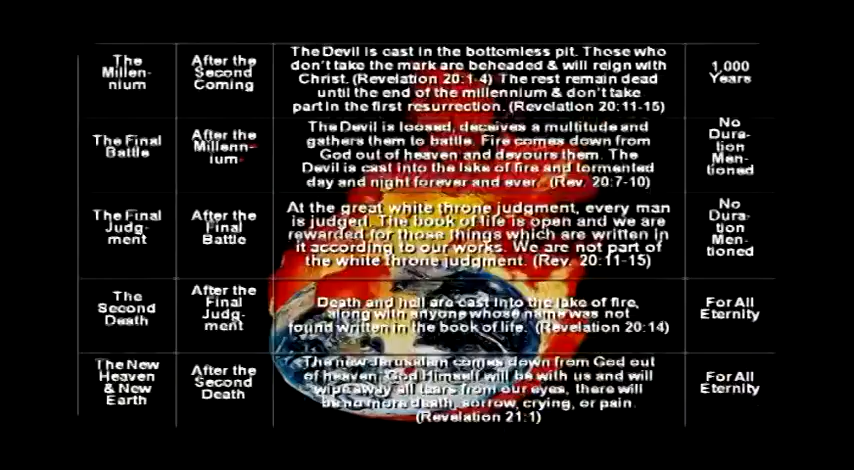 The
Millen-
nium
After the
Second
Coming
The Devil is cast in the bottomless pit. Those who
don't take the mark are beheaded & will reign with
Christ. (Revelation 20:1-4) The rest remain dead
until the end of the millennium & don't take
part in the first resurrection. (Revelation 20:11-15)
1,000
Years
The Final
Battle
After the
Millenn-
ium
The Devil is loosed, deceives a multitude and
gathers them to battle. Fire comes down from
God out of heaven and devours them. The
Devil is cast into the lake of fire and tormented
day and night forever and ever. (Rev. 20:7-10)
No
Dura-
tion
Men-
tioned
The Final
Judg-
ment
After the
Final
Battle
At the great white throne judgment, every man
is judged. The book of life is open and we are
rewarded for those things which are written in
it according to our works. We are not part of
the white throne judgment. (Rev. 20:11-15)
No
Dura-
tion
Men-
tioned
The
Second
Death
After the
Final
Judg-
ment
Death and hell are cast into the lake of fire,
along with anyone whose name was not
found written in the book of life. (Revelation 20:14)
For All
Eternity
The New
Heaven
& New
Earth
After the
Second
Death
The new Jerusalem comes down from God out
of heaven. God Himself will be with us and will
wipe away all tears from our eyes, there will
be no more death, sorrow, crying, or pain.
(Revelation 21:1)
For All
Eternity